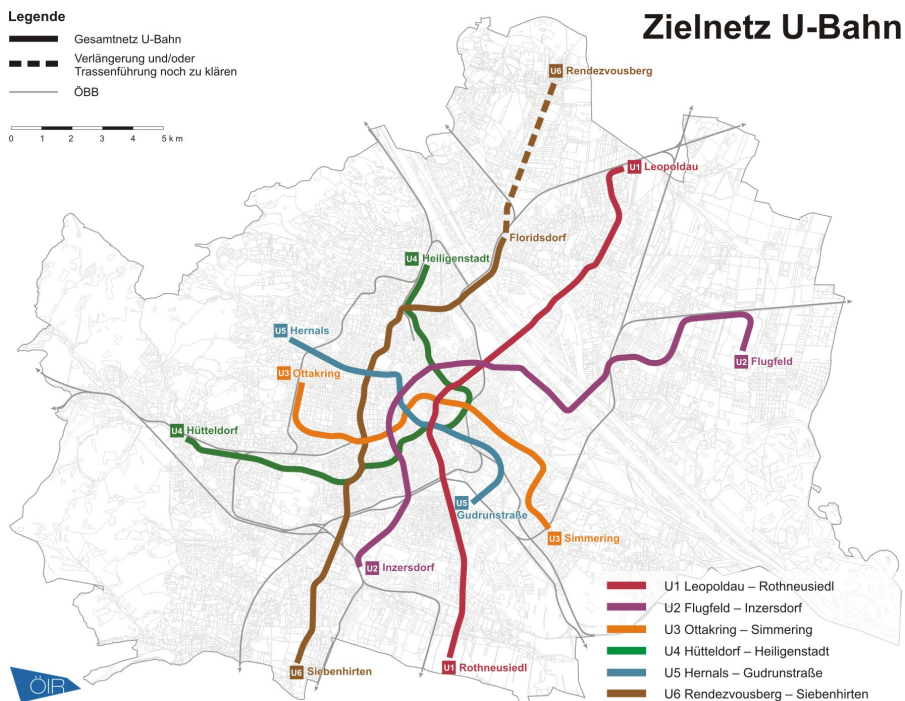 Legende
Zielnetz U-Bahn
Gesamtnetz U-Bahn
Verlängerung und/oder
Trassenführung noch zu klären
ÖBB
0 1 2 3 4 5 km
U6 Rendezvousberg
U1 Leopoldau
Floridsdorf
U4 Heiligenstadt
U5 Hernals
U2 Flugfeld
U3 Ottakring
U4 Hütteldorf
U5
Gudrunstraße
U3 Simmering
U2 Inzersdorf
U6 Siebenhirten
U1 Rothneusiedl
U1 Leopoldau – Rothneusiedl
U2 Flugfeld – Inzersdorf
U3 Ottakring – Simmering
U4 Hütteldorf – Heiligenstadt
U5 Hernals – Gudrunstraße
U6 Rendezvousberg – Siebenhirten
ÖIR